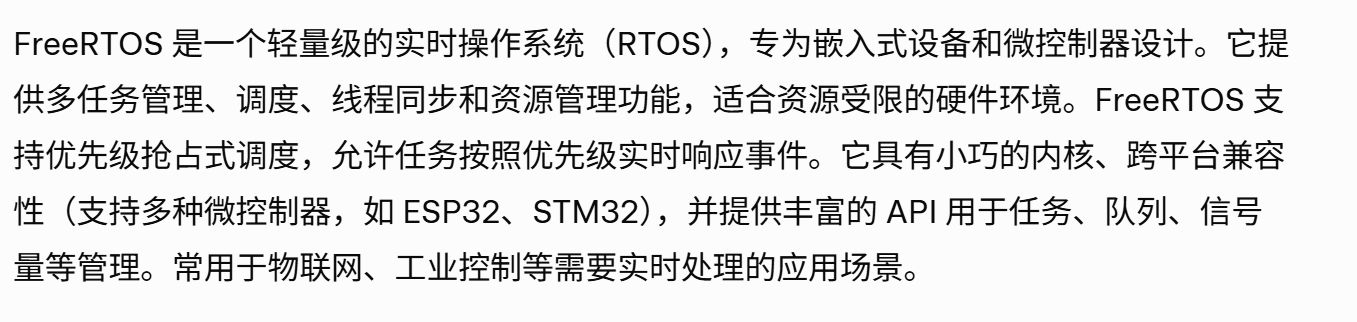 FreeRTOS 是一个轻量级的实时操作系统（RTOS），专为嵌入式设备和微控制器设计。它提
供多任务管理、调度、线程同步和资源管理功能，适合资源受限的硬件环境。FreeRTOS 支
持优先级抢占式调度，允许任务按照优先级实时响应事件。它具有小巧的内核、跨平台兼容
性（支持多种微控制器，如 ESP32、STM32），并提供丰富的 API 用于任务、队列、信号
量等管理。常用于物联网、工业控制等需要实时处理的应用场景。